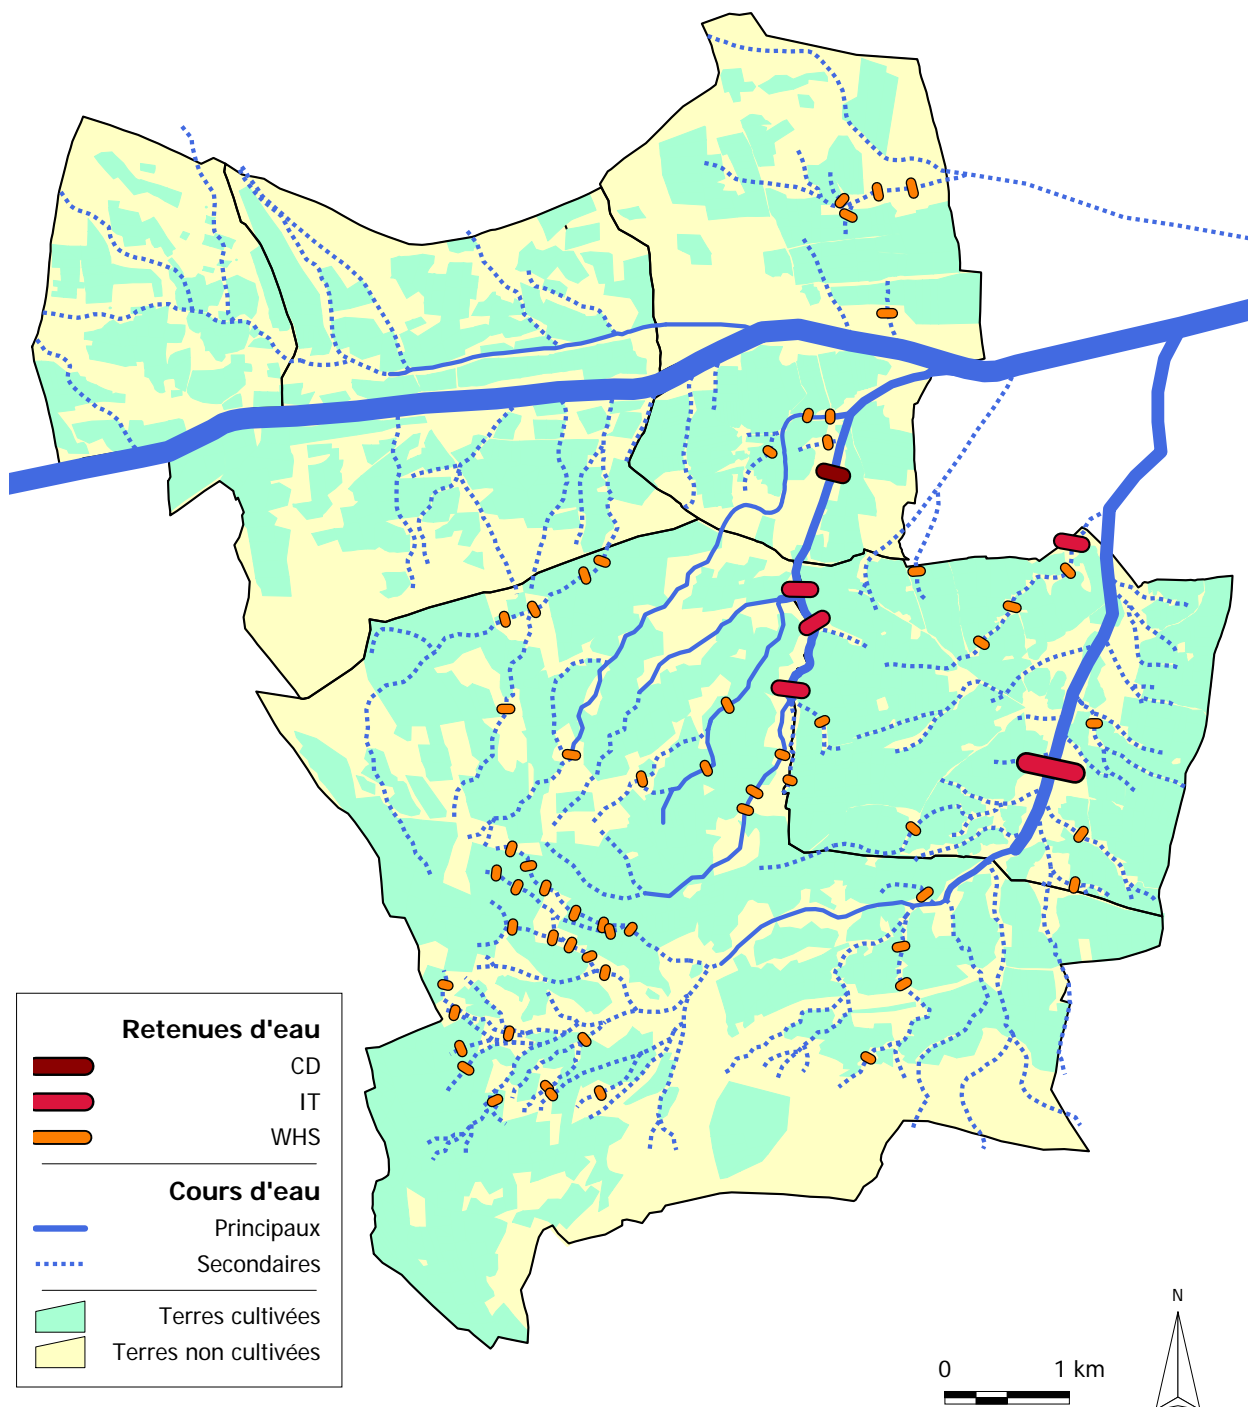 Retenues d'eau
CD
IT
WHS
Cours d'eau
Principaux
Secondaires
Terres cultivées
Terres non cultivées
N
0 1 km